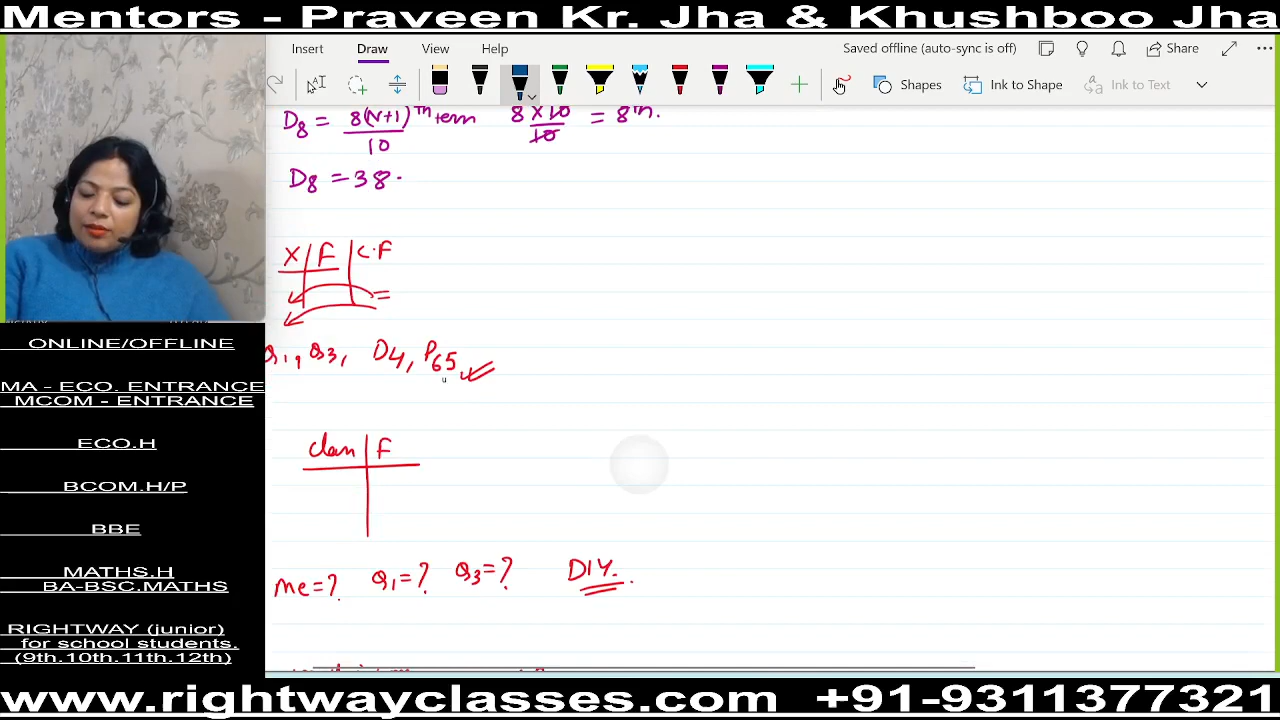 Mentors - Praveen Kr. Jha & Khushboo Jha
Insert Draw View Help Saved offline (auto-sync is off) Share
Shapes Ink to Shape Ink to Text
D8 = 8(N+1)th term 8 × 10 = 8th.
10 10
D8 = 38.
X F C.F
Q1, Q3, D4, P65
ONLINE/OFFLINE
MA - ECO. ENTRANCE
MCOM - ENTRANCE
ECO.H
BCOM.H/P
BBE
MATHS.H
BA-BSC.MATHS
RIGHTWAY (junior)
for school students.
(9th.10th.11th.12th)
class F
Me=? Q1=? Q3=? DIY.
www.rightwayclasses.com +91-9311377321